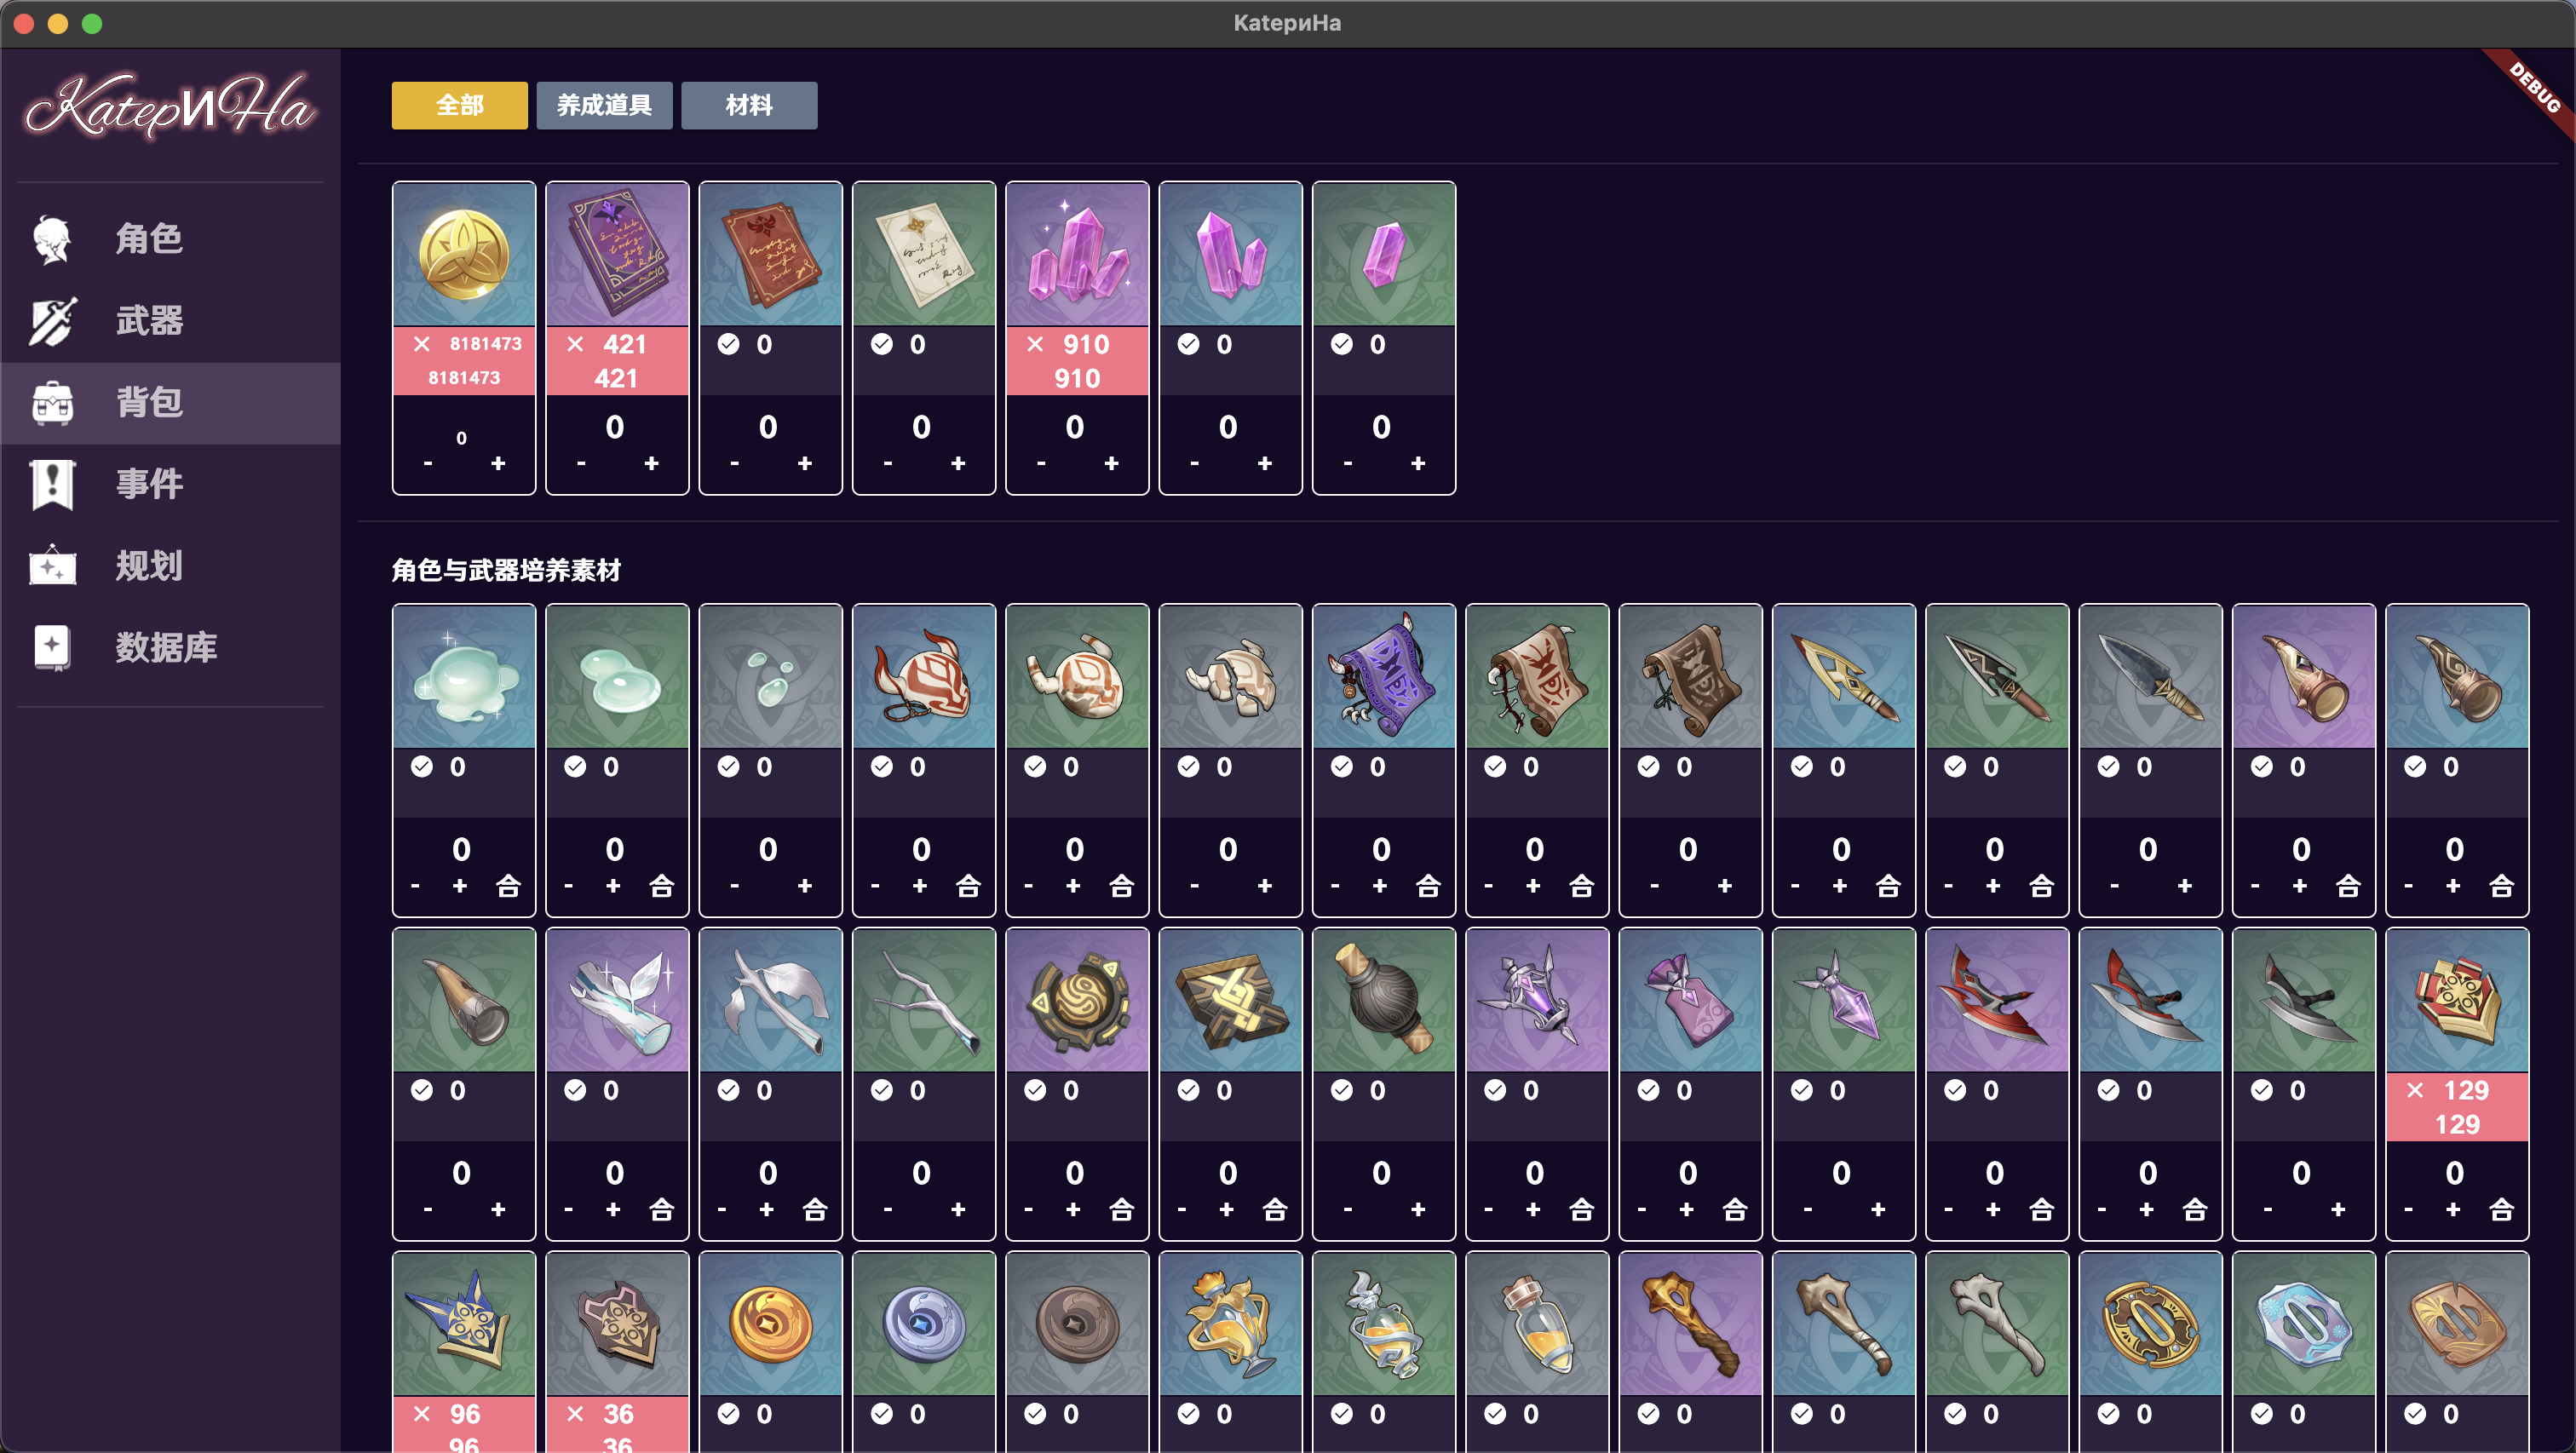 КатериНа
КатерИНа
DEBUG
全部 养成道具 材料
角色
武器
背包
事件
规划
数据库
8181473 421 0 0 910 0 0
8181473 421 910
0 0 0 0 0 0 0
- + - + - + - + - + - + - +
角色与武器培养素材
0 0 0 0 0 0 0 0 0 0 0 0 0 0
0 0 0 0 0 0 0 0 0 0 0 0 0 0
- + 合 - + 合 - + - + 合 - + 合 - + - + 合 - + 合 - + - + 合 - + 合 - + - + 合 - + 合
0 0 0 0 0 0 0 0 0 0 0 0 0 129
129
0 0 0 0 0 0 0 0 0 0 0 0 0 0
- + - + 合 - + 合 - + - + 合 - + 合 - + - + 合 - + 合 - + - + 合 - + 合 - + - + 合
96 36 0 0 0 0 0 0 0 0 0 0 0 0
96 36